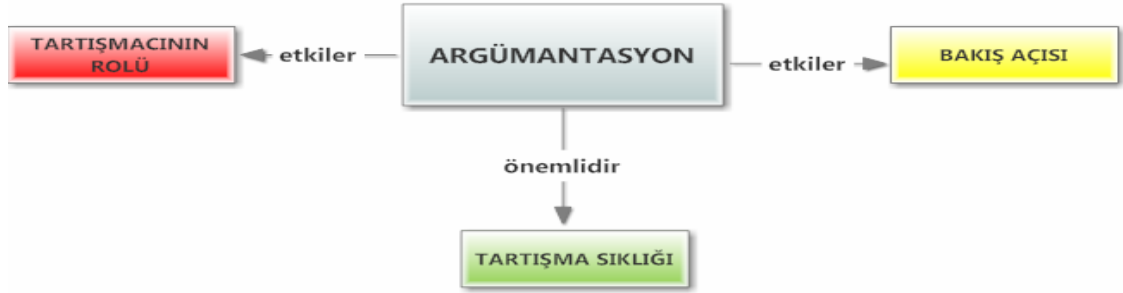 TARTIŞMACININ
ROLÜ
etkiler
ARGÜMANTASYON
etkiler
BAKIŞ AÇISI
önemlidir
TARTIŞMA SIKLIĞI